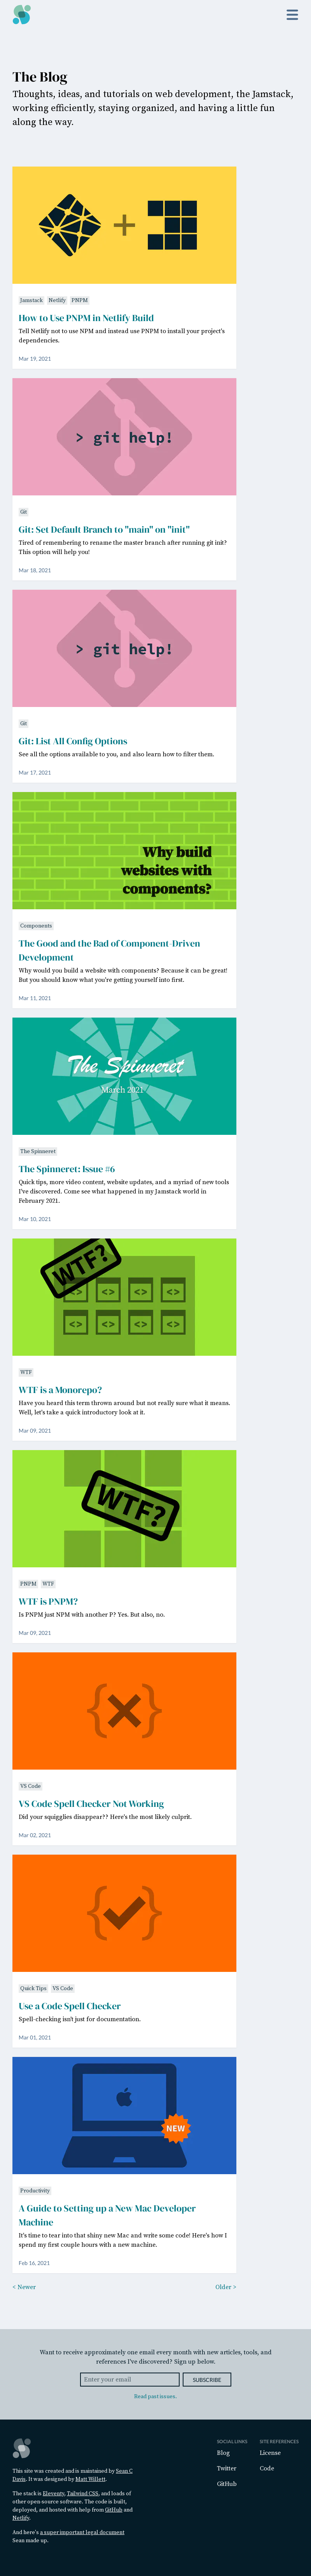 The Blog
Thoughts, ideas, and tutorials on web development, the Jamstack,
working efficiently, staying organized, and having a little fun
along the way.
Jamstack Netlify PNPM
How to Use PNPM in Netlify Build
Tell Netlify not to use NPM and instead use PNPM to install your project's
dependencies.
Mar 19, 2021
> git help!
Git
Git: Set Default Branch to "main" on "init"
Tired of remembering to rename the master branch after running git init?
This option will help you!
Mar 18, 2021
> git help!
Git
Git: List All Config Options
See all the options available to you, and also learn how to filter them.
Mar 17, 2021
Why build
websites with
components?
Components
The Good and the Bad of Component-Driven
Development
Why would you build a website with components? Because it can be great!
But you should know what you're getting yourself into first.
Mar 11, 2021
The Spinneret
March 2021
The Spinneret
The Spinneret: Issue #6
Quick tips, more video content, website updates, and a myriad of new tools
I've discovered. Come see what happened in my Jamstack world in
February 2021.
Mar 10, 2021
WTF?
WTF
WTF is a Monorepo?
Have you heard this term thrown around but not really sure what it means.
Well, let's take a quick introductory look at it.
Mar 09, 2021
WTF?
PNPM WTF
WTF is PNPM?
Is PNPM just NPM with another P? Yes. But also, no.
Mar 09, 2021
VS Code
VS Code Spell Checker Not Working
Did your squigglies disappear?? Here's the most likely culprit.
Mar 02, 2021
Quick Tips VS Code
Use a Code Spell Checker
Spell-checking isn't just for documentation.
Mar 01, 2021
NEW
Productivity
A Guide to Setting up a New Mac Developer
Machine
It's time to tear into that shiny new Mac and write some code! Here's how I
spend my first couple hours with a new machine.
Feb 16, 2021
< Newer Older >
Want to receive approximately one email every month with new articles, tools, and
references I've discovered? Sign up below.
Enter your email SUBSCRIBE
Read past issues.
This site was created and is maintained by Sean C
Davis. It was designed by Matt Willett.
The stack is Eleventy, Tailwind CSS, and loads of
other open-source software. The code is built,
deployed, and hosted with help from GitHub and
Netlify.
And here's a super important legal document
Sean made up.
SOCIAL LINKS
Blog
Twitter
GitHub
SITE REFERENCES
License
Code